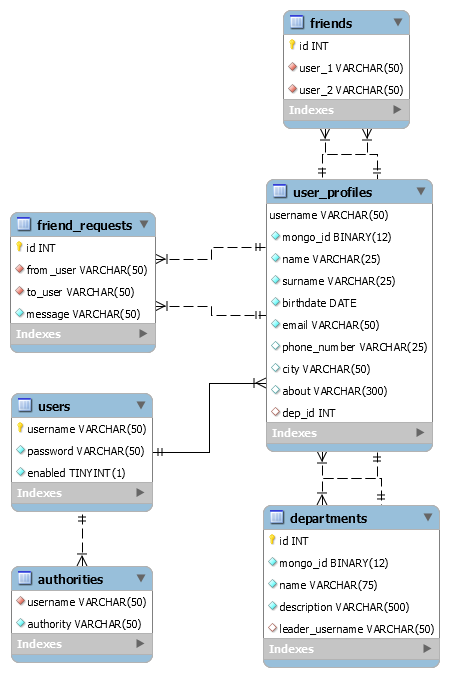 friends
id INT
user_1 VARCHAR(50)
user_2 VARCHAR(50)
Indexes
user_profiles
username VARCHAR(50)
mongo_id BINARY(12)
name VARCHAR(25)
surname VARCHAR(25)
birthdate DATE
email VARCHAR(50)
phone_number VARCHAR(25)
city VARCHAR(50)
about VARCHAR(300)
dep_id INT
Indexes
friend_requests
id INT
from_user VARCHAR(50)
to_user VARCHAR(50)
message VARCHAR(50)
Indexes
users
username VARCHAR(50)
password VARCHAR(50)
enabled TINYINT(1)
Indexes
departments
id INT
mongo_id BINARY(12)
name VARCHAR(75)
description VARCHAR(500)
leader_username VARCHAR(50)
Indexes
authorities
username VARCHAR(50)
authority VARCHAR(50)
Indexes